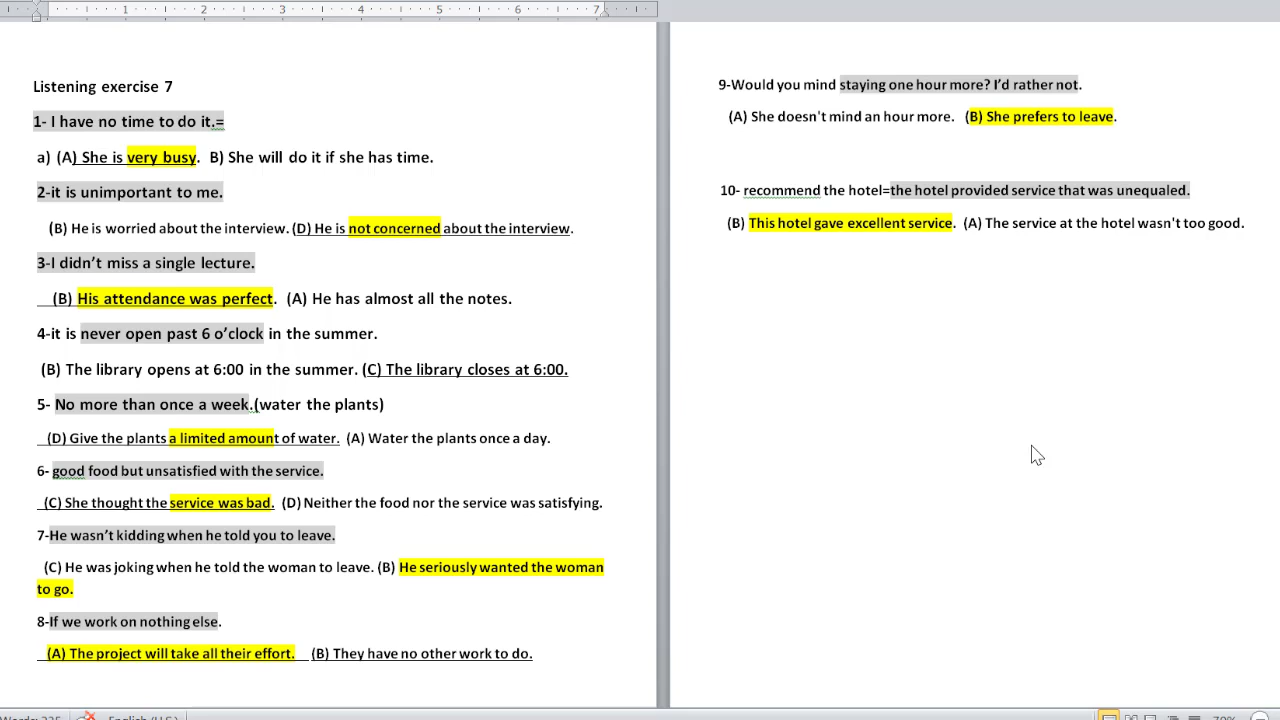 1 2 3 4 5 6 7
Listening exercise 7
1- I have no time to do it.=
a) (A) She is very busy. B) She will do it if she has time.
2-it is unimportant to me.
(B) He is worried about the interview. (D) He is not concerned about the interview.
3-I didn’t miss a single lecture.
(B) His attendance was perfect. (A) He has almost all the notes.
4-it is never open past 6 o’clock in the summer.
(B) The library opens at 6:00 in the summer. (C) The library closes at 6:00.
5- No more than once a week.(water the plants)
(D) Give the plants a limited amount of water. (A) Water the plants once a day.
6- good food but unsatisfied with the service.
(C) She thought the service was bad. (D) Neither the food nor the service was satisfying.
7-He wasn’t kidding when he told you to leave.
(C) He was joking when he told the woman to leave. (B) He seriously wanted the woman
to go.
8-If we work on nothing else.
(A) The project will take all their effort. (B) They have no other work to do.
9-Would you mind staying one hour more? I’d rather not.
(A) She doesn't mind an hour more. (B) She prefers to leave.
10- recommend the hotel=the hotel provided service that was unequaled.
(B) This hotel gave excellent service. (A) The service at the hotel wasn't too good.
English (U.S.)